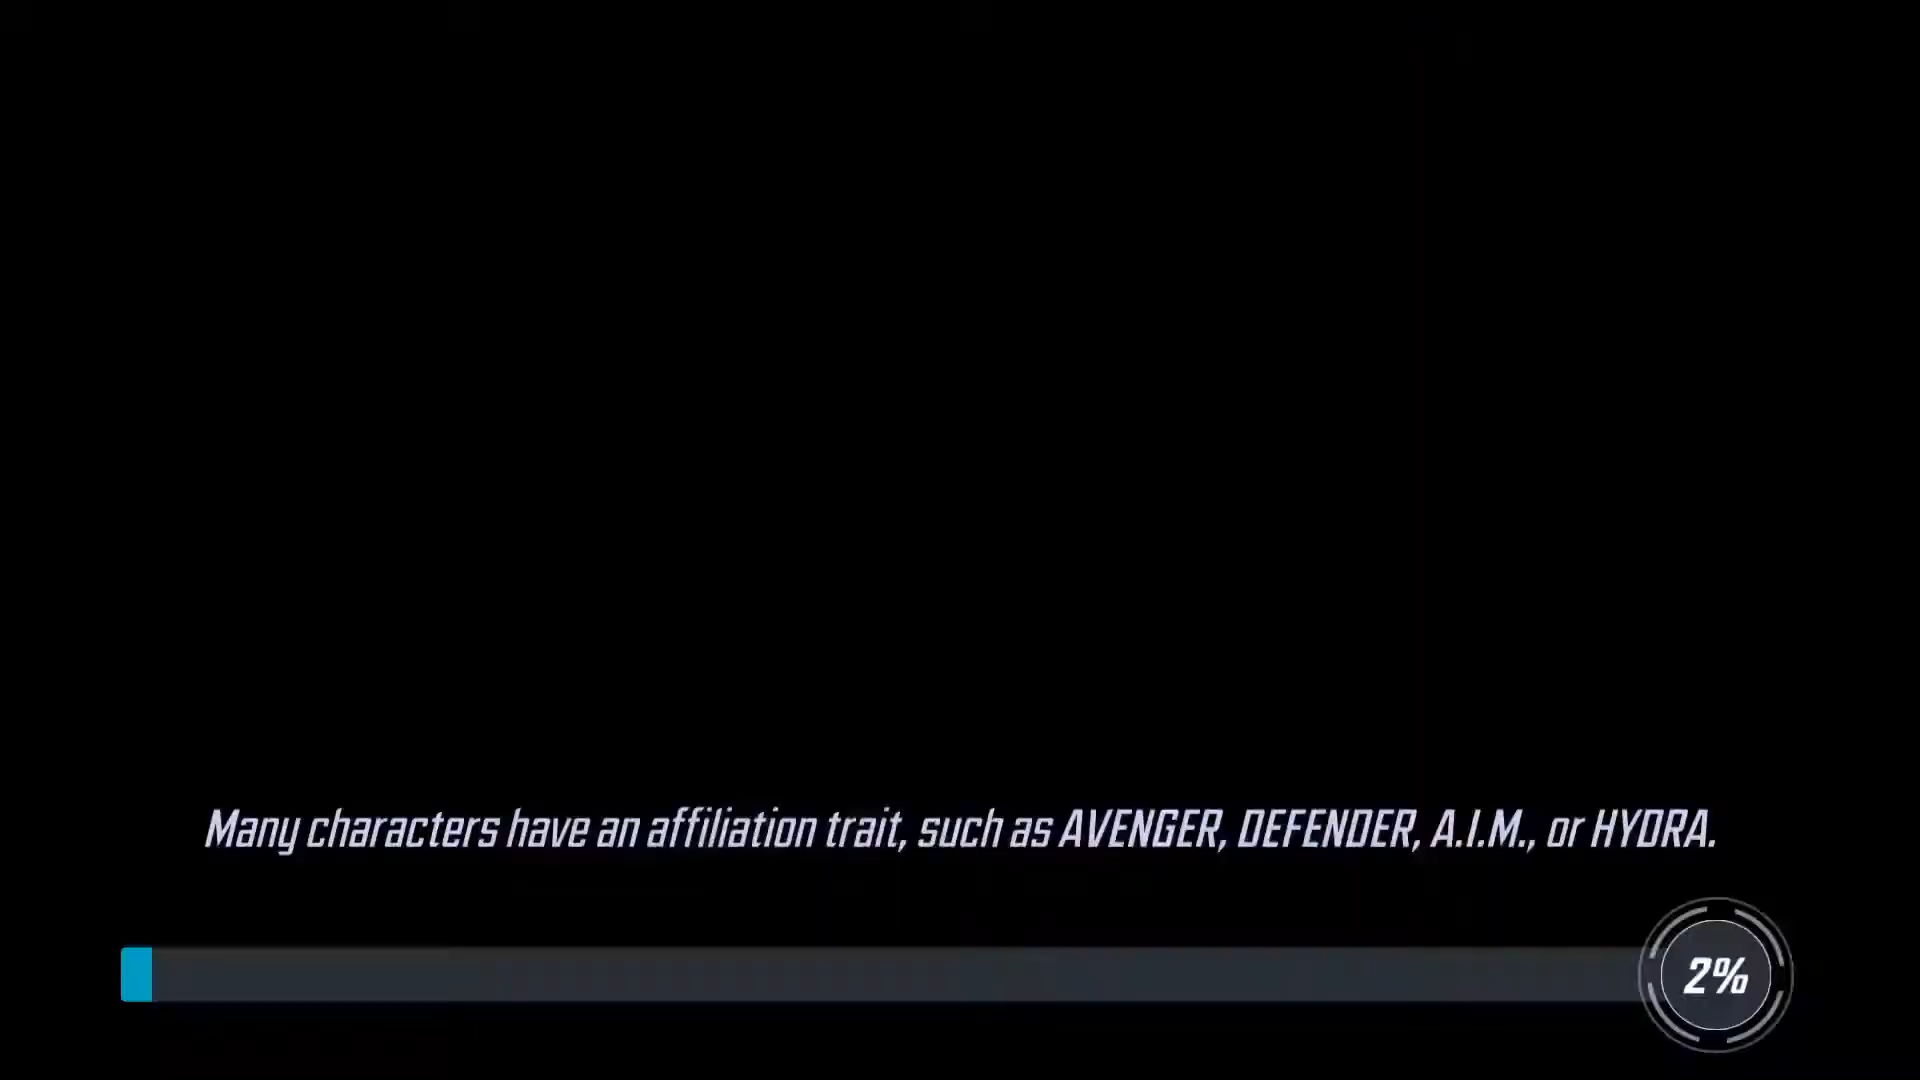 Many characters have an affiliation trait, such as AVENGER, DEFENDER, A.I.M., or HYDRA.
2%